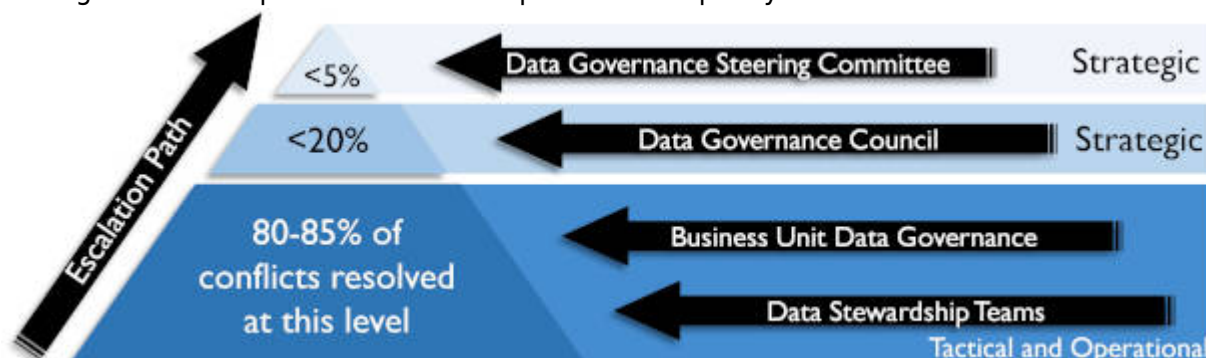 <5%
Data Governance Steering Committee
Strategic
<20%
Data Governance Council
Strategic
Escalation Path
80-85% of
conflicts resolved
at this level
Business Unit Data Governance
Data Stewardship Teams
Tactical and Operational